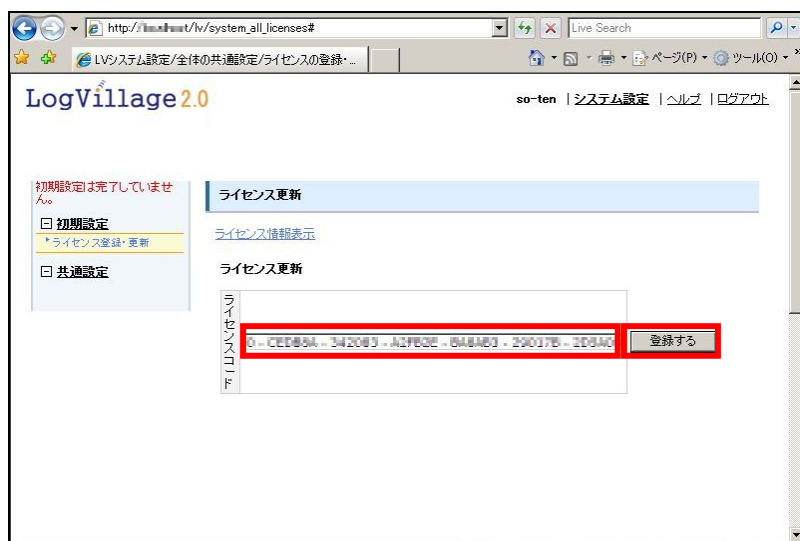 http://
/lv/system_all_licenses#
Live Search
LVシステム設定/全体の共通設定/ライセンスの登録・...
ページ(P)
ツール(O)
LogVillage 2.0
so-ten | システム設定 | ヘルプ | ログアウト
初期設定は完了していませ
ん。
初期設定
ライセンス登録・更新
共通設定
ライセンス更新
ライセンス情報表示
ライセンス更新
ライセンスコード
登録する